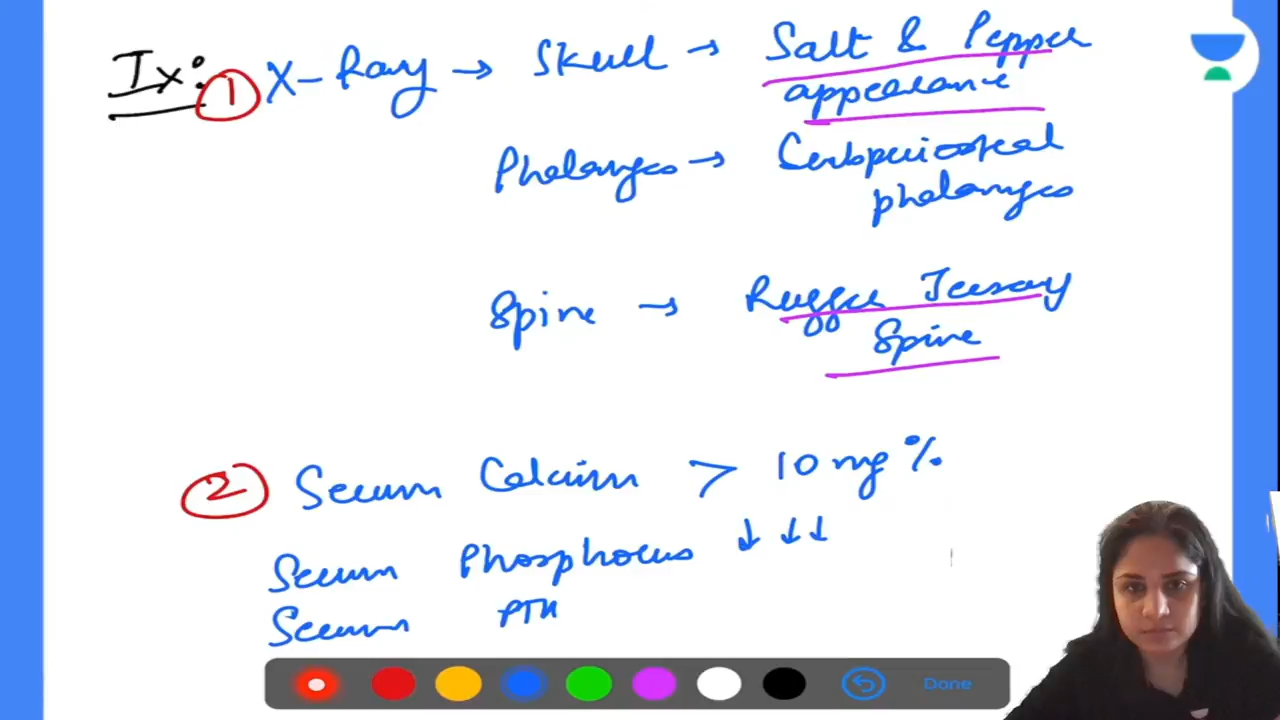 Ix:
① X-Ray → Skull → Salt & Pepper
appearance
Phalanges → Subperiosteal
phalanges
Spine → Rugger Jersey
Spine
② Serum Calcium > 10 mg %
Serum Phosphorus ↓ ↓ ↓
Serum PTH
Done